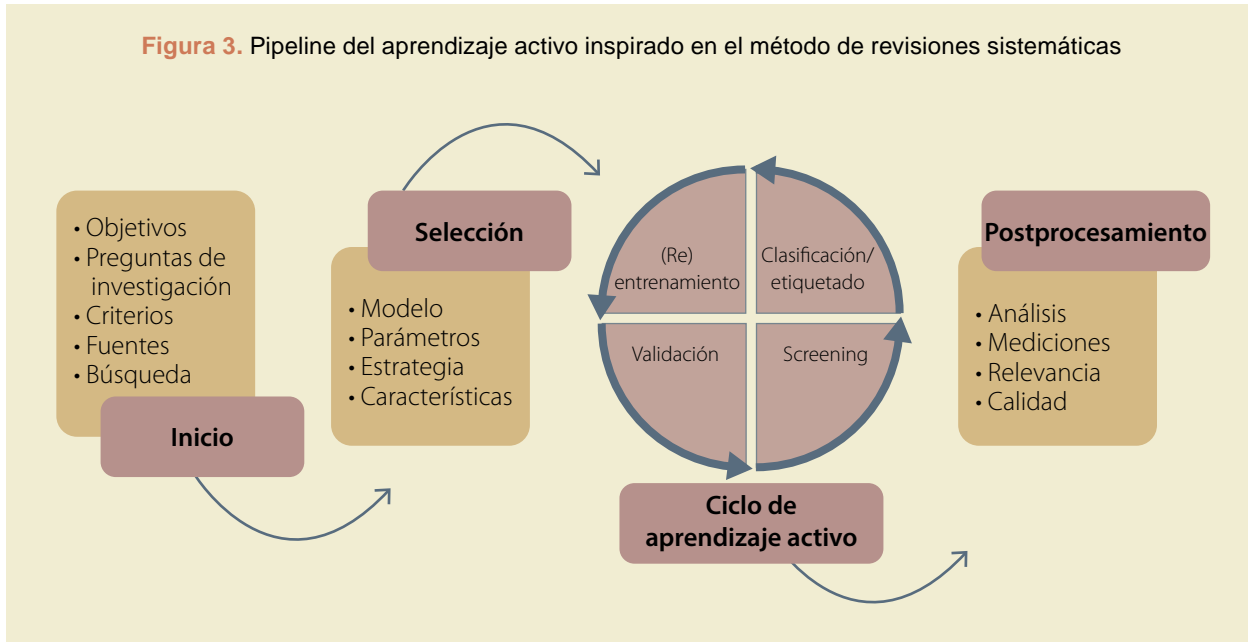 Figura 3. Pipeline del aprendizaje activo inspirado en el método de revisiones sistemáticas
• Objetivos
• Preguntas de
investigación
• Criterios
• Fuentes
• Búsqueda
Inicio
Selección
• Modelo
• Parámetros
• Estrategia
• Características
(Re)
entrenamiento
Clasificación/
etiquetado
Validación
Screening
Ciclo de
aprendizaje activo
Postprocesamiento
• Análisis
• Mediciones
• Relevancia
• Calidad